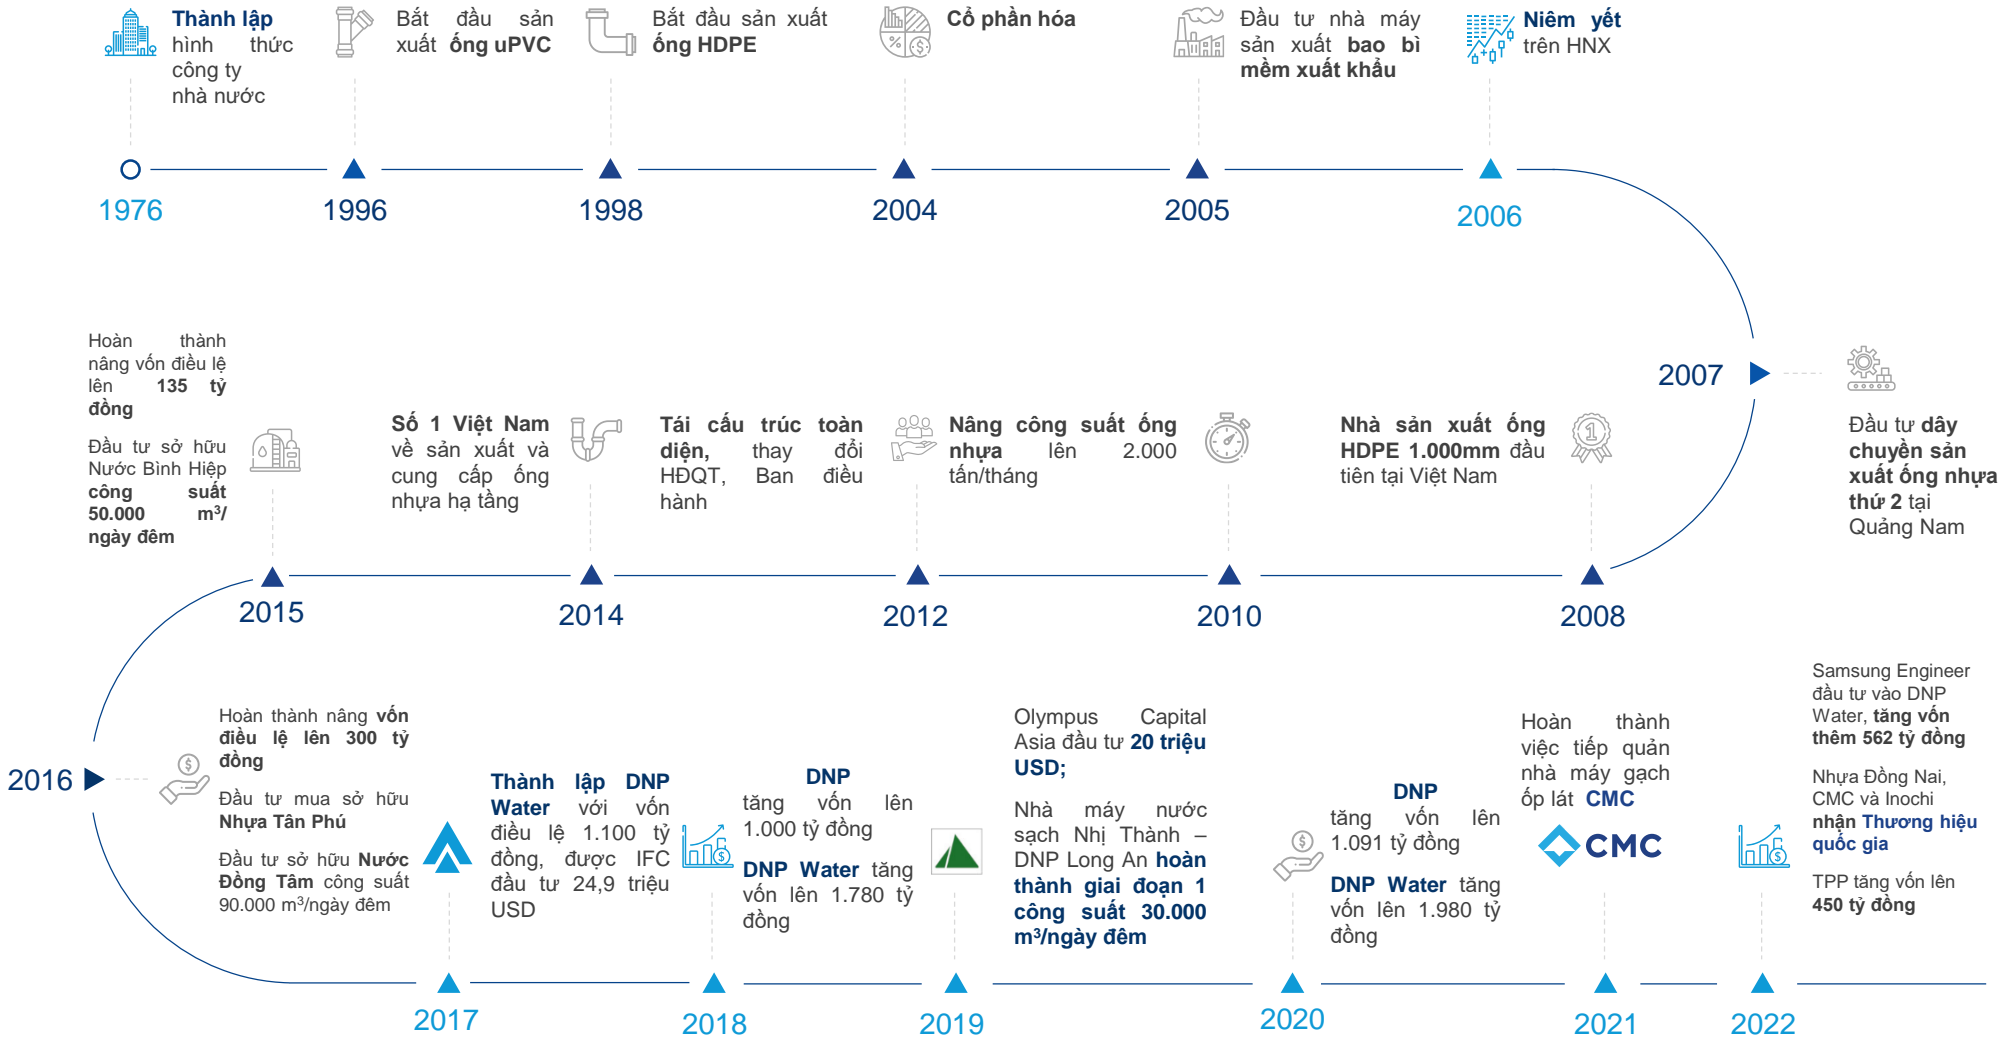 Thành lập
hình thức
công ty
nhà nước
1976
Bắt đầu sản
xuất ống uPVC
1996
Bắt đầu sản xuất
ống HDPE
1998
Cổ phần hóa
2004
Đầu tư nhà máy
sản xuất bao bì
mềm xuất khẩu
2005
Niêm yết
trên HNX
2006
2007
Đầu tư dây
chuyền sản
xuất ống nhựa
thứ 2 tại
Quảng Nam
Nhà sản xuất ống
HDPE 1.000mm đầu
tiên tại Việt Nam
1
2008
Nâng công suất ống
nhựa lên 2.000
tấn/tháng
2010
Tái cấu trúc toàn
diện, thay đổi
HĐQT, Ban điều
hành
2012
Số 1 Việt Nam
về sản xuất và
cung cấp ống
nhựa hạ tầng
2014
Hoàn thành
nâng vốn điều lệ
lên 135 tỷ
đồng
Đầu tư sở hữu
Nước Bình Hiệp
công suất
50.000 m³/
ngày đêm
2015
2016
Hoàn thành nâng vốn
điều lệ lên 300 tỷ
đồng
Đầu tư mua sở hữu
Nhựa Tân Phú
Đầu tư sở hữu Nước
Đồng Tâm công suất
90.000 m³/ngày đêm
Thành lập DNP
Water với vốn
điều lệ 1.100 tỷ
đồng, được IFC
đầu tư 24,9 triệu
USD
2017
DNP
tăng vốn lên
1.000 tỷ đồng
DNP Water tăng
vốn lên 1.780 tỷ
đồng
2018
Olympus Capital
Asia đầu tư 20 triệu
USD;
Nhà máy nước
sạch Nhị Thành –
DNP Long An hoàn
thành giai đoạn 1
công suất 30.000
m³/ngày đêm
2019
DNP
tăng vốn lên
1.091 tỷ đồng
DNP Water tăng
vốn lên 1.980 tỷ
đồng
2020
Hoàn thành
việc tiếp quản
nhà máy gạch
ốp lát CMC
CMC
2021
Samsung Engineer
đầu tư vào DNP
Water, tăng vốn
thêm 562 tỷ đồng
Nhựa Đồng Nai,
CMC và Inochi
nhận Thương hiệu
quốc gia
TPP tăng vốn lên
450 tỷ đồng
2022